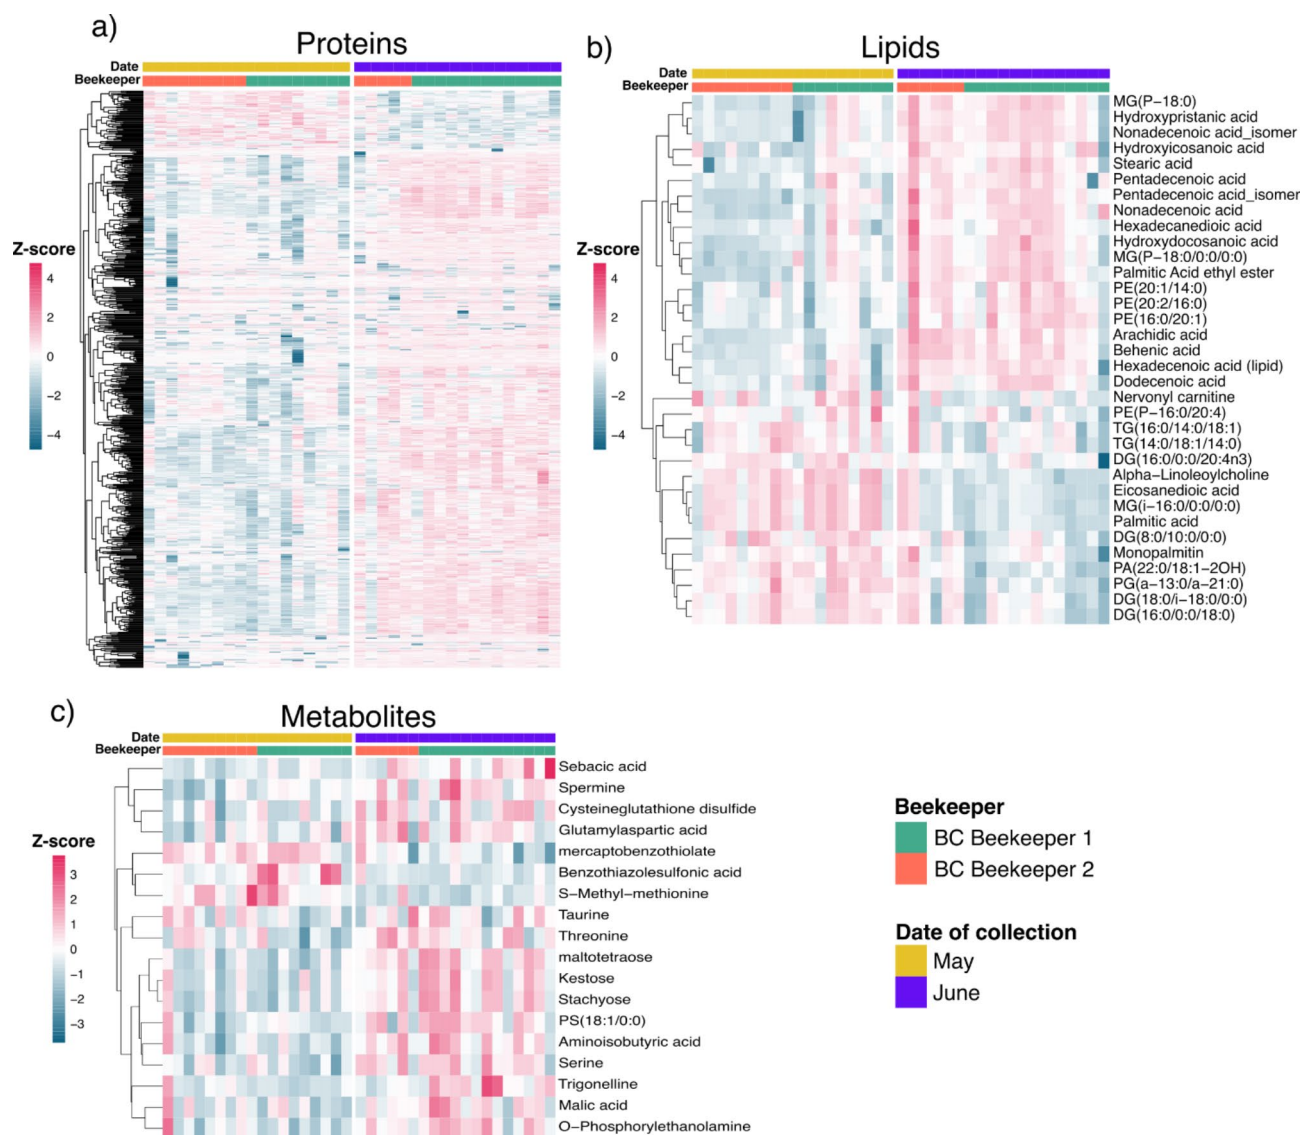 a)
Proteins
Date
Beekeeper
Z-score
4
2
0
−2
−4
b)
Lipids
Date
Beekeeper
Z-score
4
2
0
−2
−4
MG(P−18:0)
Hydroxypristanic acid
Nonadecenoic acid_isomer
Hydroxyicosanoic acid
Stearic acid
Pentadecenoic acid
Pentadecenoic acid_isomer
Nonadecenoic acid
Hexadecanedioic acid
Hydroxydocosanoic acid
MG(P−18:0/0:0/0:0)
Palmitic Acid ethyl ester
PE(20:1/14:0)
PE(20:2/16:0)
PE(16:0/20:1)
Arachidic acid
Behenic acid
Hexadecenoic acid (lipid)
Dodecenoic acid
Nervonyl carnitine
PE(P−16:0/20:4)
TG(16:0/14:0/18:1)
TG(14:0/18:1/14:0)
DG(16:0/0:0/20:4n3)
Alpha−Linoleoylcholine
Eicosanedioic acid
MG(i−16:0/0:0/0:0)
Palmitic acid
DG(8:0/10:0/0:0)
Monopalmitin
PA(22:0/18:1−2OH)
PG(a−13:0/a−21:0)
DG(18:0/i−18:0/0:0)
DG(16:0/0:0/18:0)
c)
Metabolites
Date
Beekeeper
Z-score
3
2
1
0
−1
−2
−3
Sebacic acid
Spermine
Cysteineglutathione disulfide
Glutamylaspartic acid
mercaptobenzothiolate
Benzothiazolesulfonic acid
S−Methyl−methionine
Taurine
Threonine
maltotetraose
Kestose
Stachyose
PS(18:1/0:0)
Aminoisobutyric acid
Serine
Trigonelline
Malic acid
O−Phosphorylethanolamine
Beekeeper
BC Beekeeper 1
BC Beekeeper 2
Date of collection
May
June